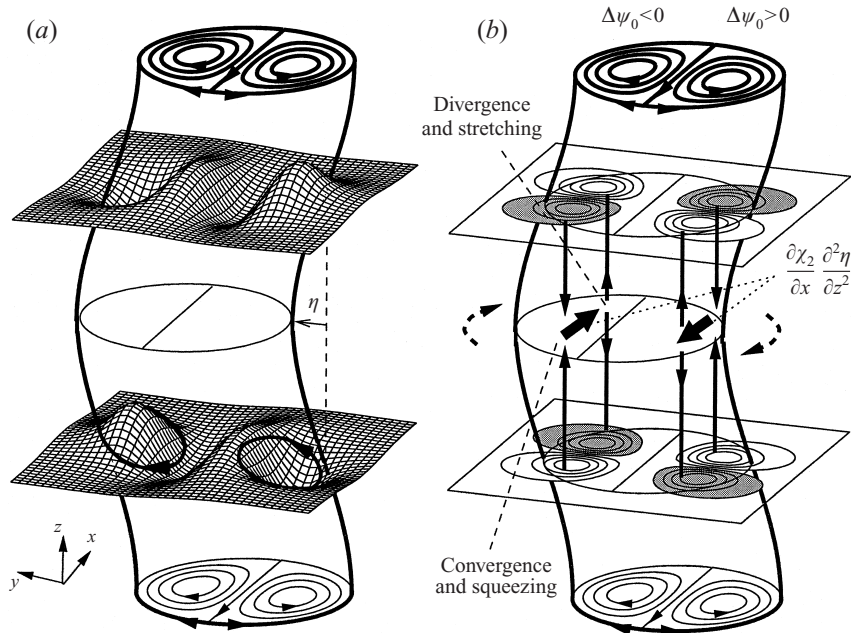 (a)
(b)
Δψ₀<0
Δψ₀>0
Divergence
and stretching
η
∂χ₂/∂x ∂²η/∂z²
z
x
y
Convergence
and squeezing